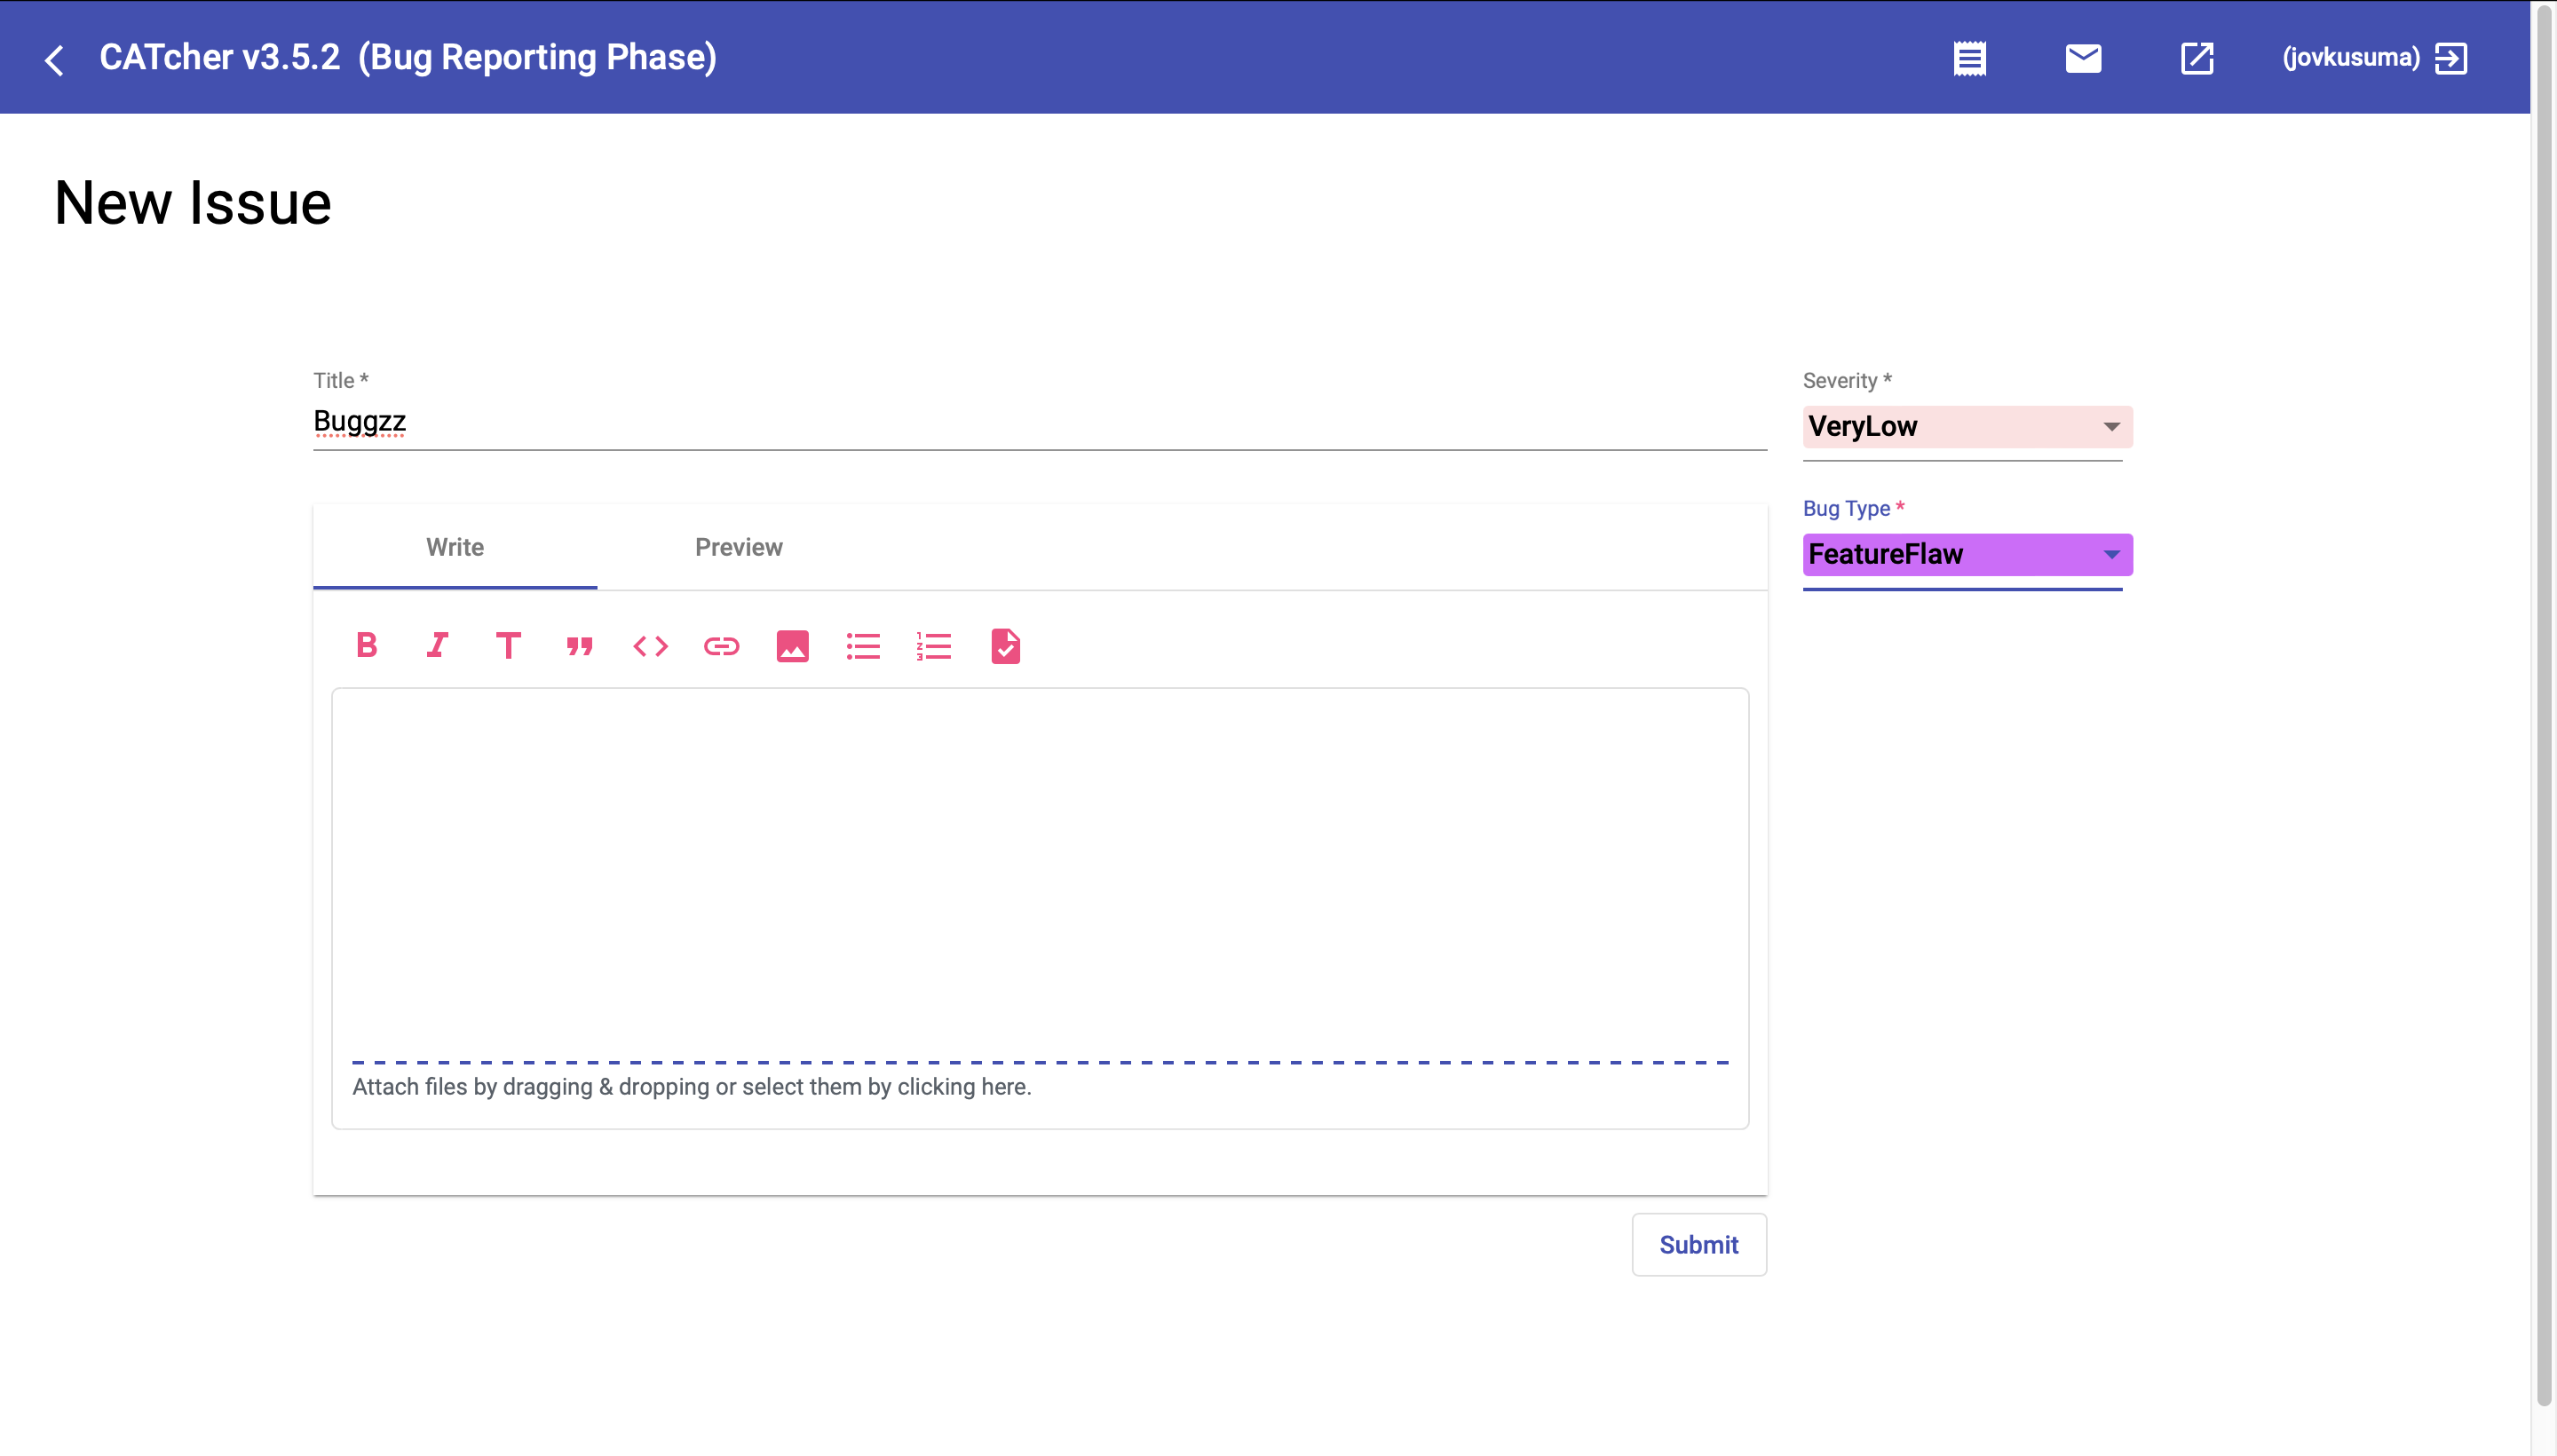 CATcher v3.5.2 (Bug Reporting Phase)
(jovkusuma)
New Issue
Title *
Buggzz
Severity *
VeryLow
Bug Type *
FeatureFlaw
Write
Preview
Attach files by dragging & dropping or select them by clicking here.
Submit